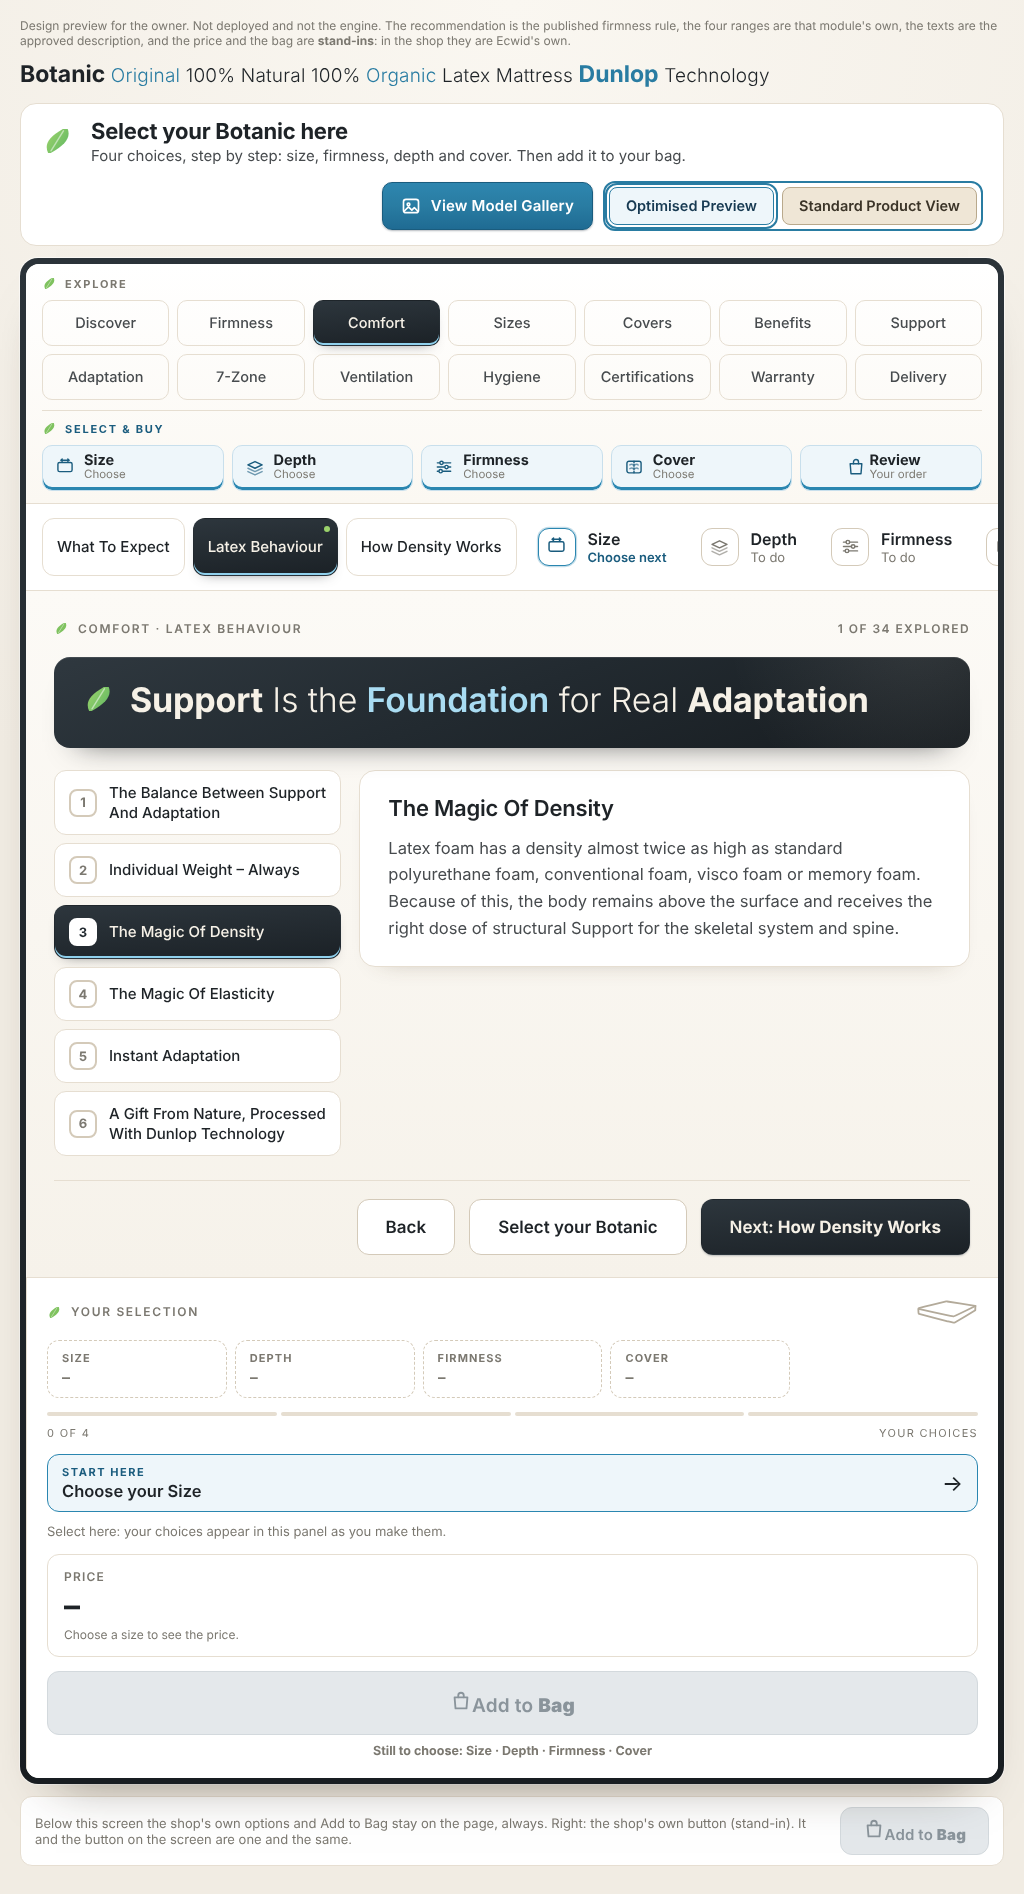 Design preview for the owner. Not deployed and not the engine. The recommendation is the published firmness rule, the four ranges are that module's own, the texts are the
approved description, and the price and the bag are stand-ins: in the shop they are Ecwid's own.
Botanic Original 100% Natural 100% Organic Latex Mattress Dunlop Technology
Select your Botanic here
Four choices, step by step: size, firmness, depth and cover. Then add it to your bag.
View Model Gallery
Optimised Preview
Standard Product View
EXPLORE
Discover
Firmness
Comfort
Sizes
Covers
Benefits
Support
Adaptation
7-Zone
Ventilation
Hygiene
Certifications
Warranty
Delivery
SELECT & BUY
Size
Choose
Depth
Choose
Firmness
Choose
Cover
Choose
Review
Your order
What To Expect
Latex Behaviour
How Density Works
Size
Choose next
Depth
To do
Firmness
To do
COMFORT · LATEX BEHAVIOUR
1 OF 34 EXPLORED
Support Is the Foundation for Real Adaptation
1
The Balance Between Support
And Adaptation
2
Individual Weight – Always
3
The Magic Of Density
4
The Magic Of Elasticity
5
Instant Adaptation
6
A Gift From Nature, Processed
With Dunlop Technology
The Magic Of Density
Latex foam has a density almost twice as high as standard
polyurethane foam, conventional foam, visco foam or memory foam.
Because of this, the body remains above the surface and receives the
right dose of structural Support for the skeletal system and spine.
Back
Select your Botanic
Next: How Density Works
YOUR SELECTION
SIZE
–
DEPTH
–
FIRMNESS
–
COVER
–
0 OF 4
YOUR CHOICES
START HERE
Choose your Size
→
Select here: your choices appear in this panel as you make them.
PRICE
–
Choose a size to see the price.
Add to Bag
Still to choose: Size · Depth · Firmness · Cover
Below this screen the shop's own options and Add to Bag stay on the page, always. Right: the shop's own button (stand-in). It
and the button on the screen are one and the same.
Add to Bag